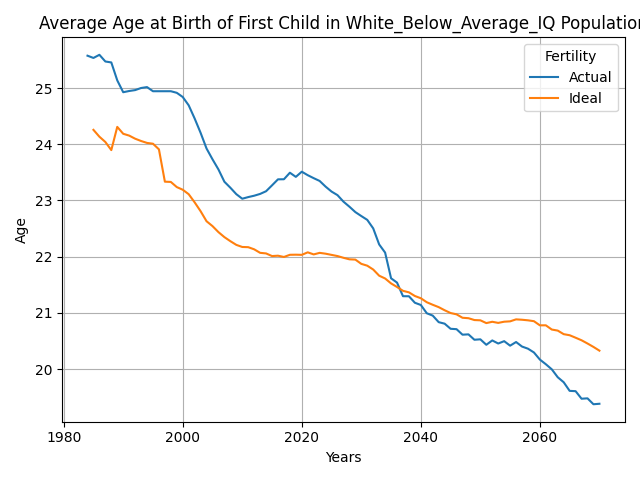 Average Age at Birth of First Child in White_Below_Average_IQ Population
Fertility
Actual
Ideal
25
24
23
22
21
20
Age
1980
2000
2020
2040
2060
Years